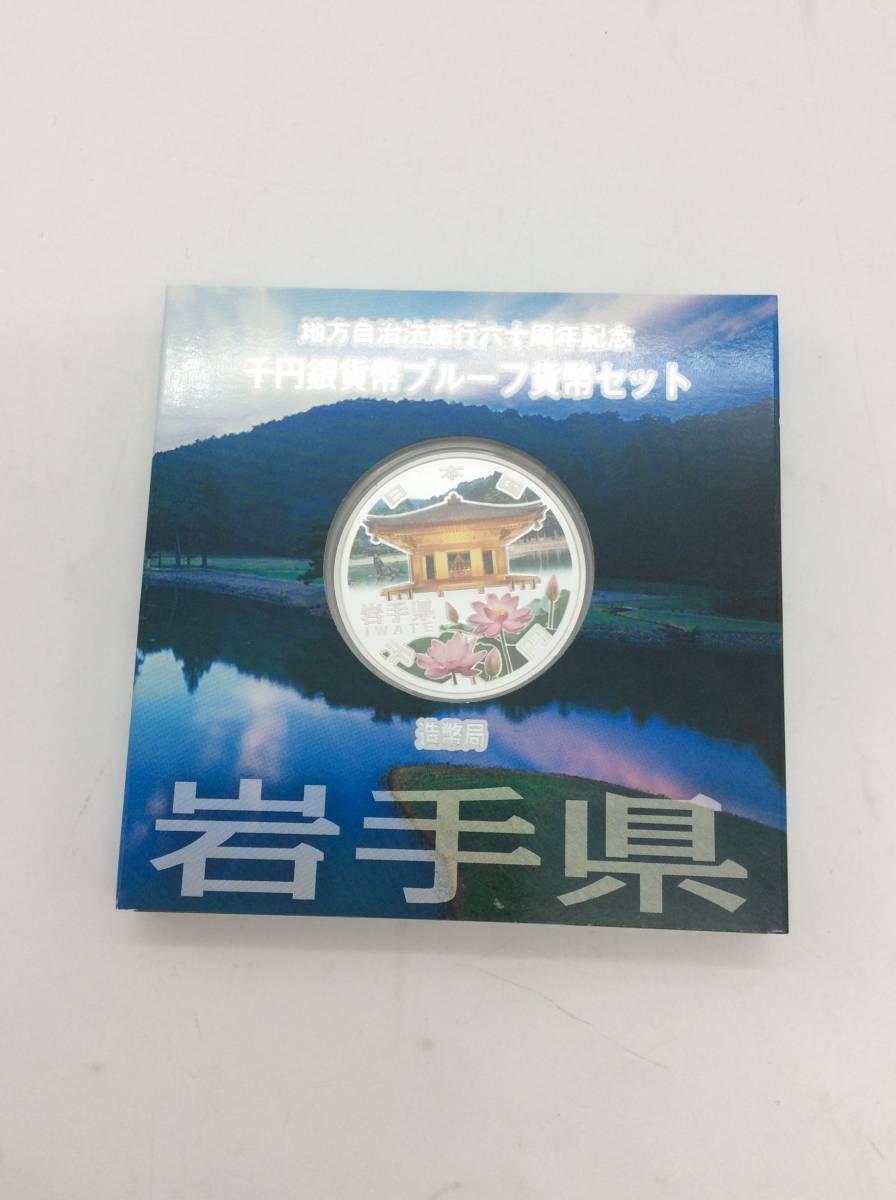 地方自治法施行六十周年記念
千円銀貨幣プルーフ貨幣セット
日本国
岩手県
IWATE
千円
造幣局
岩手県